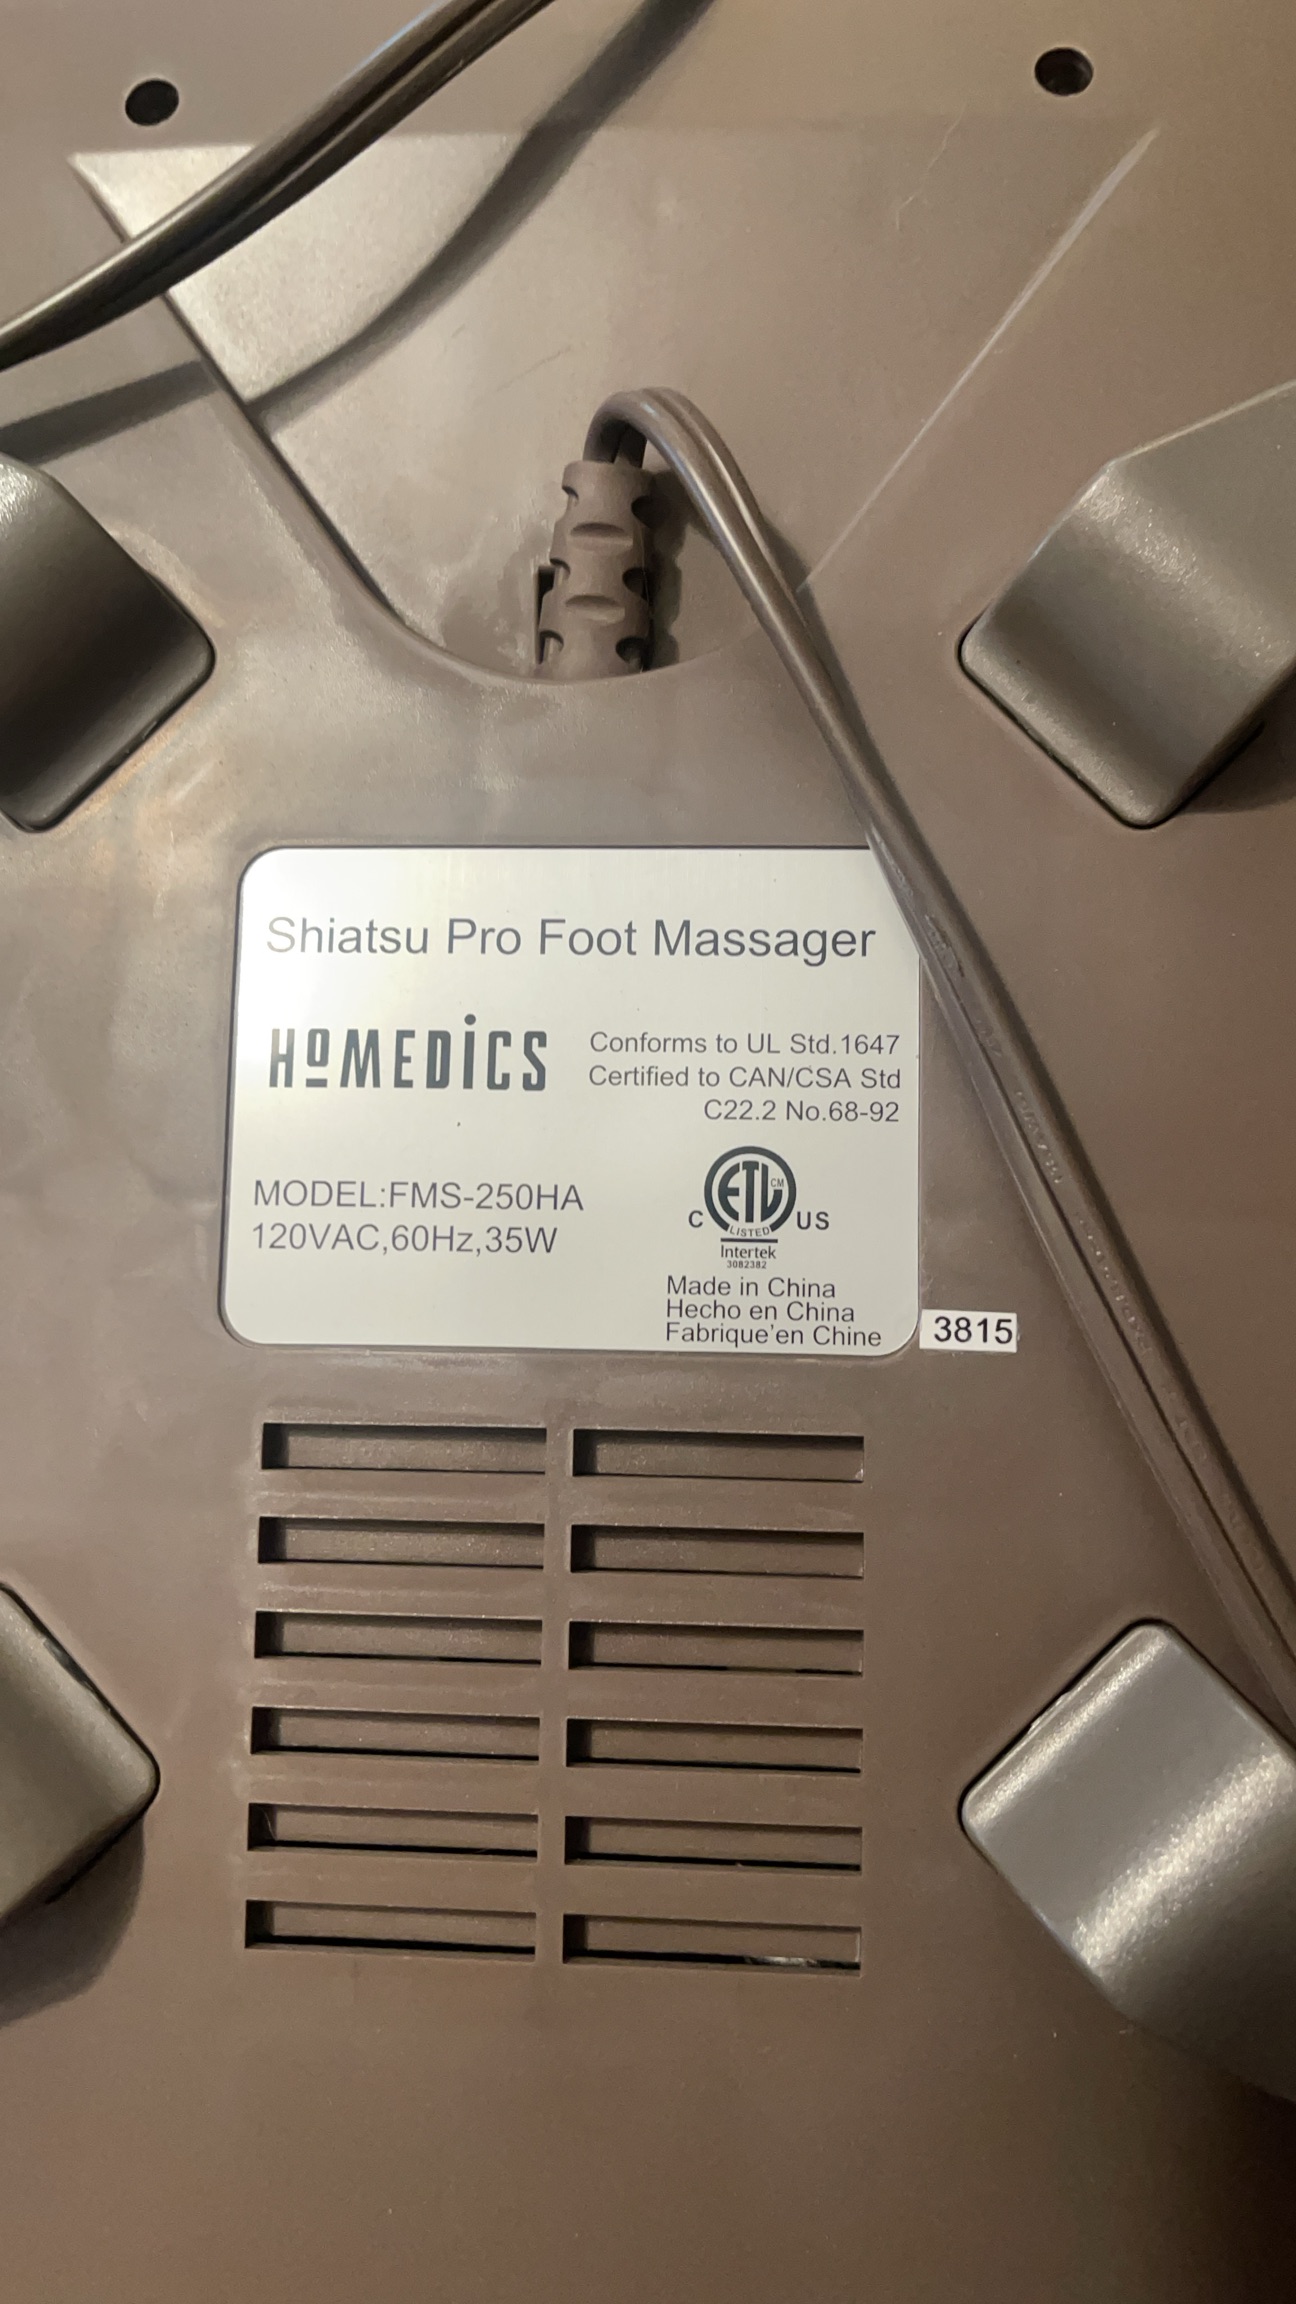 Shiatsu Pro Foot Massager
HoMEDiCS
Conforms to UL Std.1647
Certified to CAN/CSA Std
C22.2 No.68-92
MODEL:FMS-250HA
120VAC,60Hz,35W
ETL CM
LISTED
C US
Intertek
3082382
Made in China
Hecho en China
Fabrique'en Chine
3815